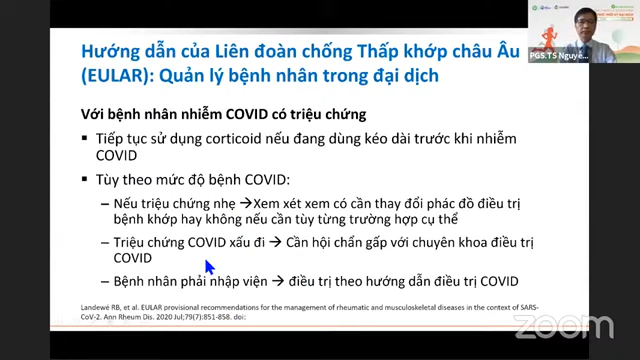 Hướng dẫn của Liên đoàn chống Thấp khớp châu Âu
(EULAR): Quản lý bệnh nhân trong đại dịch
PGS.TS Nguye...
Với bệnh nhân nhiễm COVID có triệu chứng
▪ Tiếp tục sử dụng corticoid nếu đang dùng kéo dài trước khi nhiễm
COVID
▪ Tùy theo mức độ bệnh COVID:
– Nếu triệu chứng nhẹ →Xem xét xem có cần thay đổi phác đồ điều trị
bệnh khớp hay không nếu cần tùy từng trường hợp cụ thể
– Triệu chứng COVID xấu đi → Cần hội chẩn gấp với chuyên khoa điều trị
COVID
– Bệnh nhân phải nhập viện → điều trị theo hướng dẫn điều trị COVID
Landewé RB, et al. EULAR provisional recommendations for the management of rheumatic and musculoskeletal diseases in the context of SARS-
CoV-2. Ann Rheum Dis. 2020 Jul;79(7):851-858. doi:
zoom